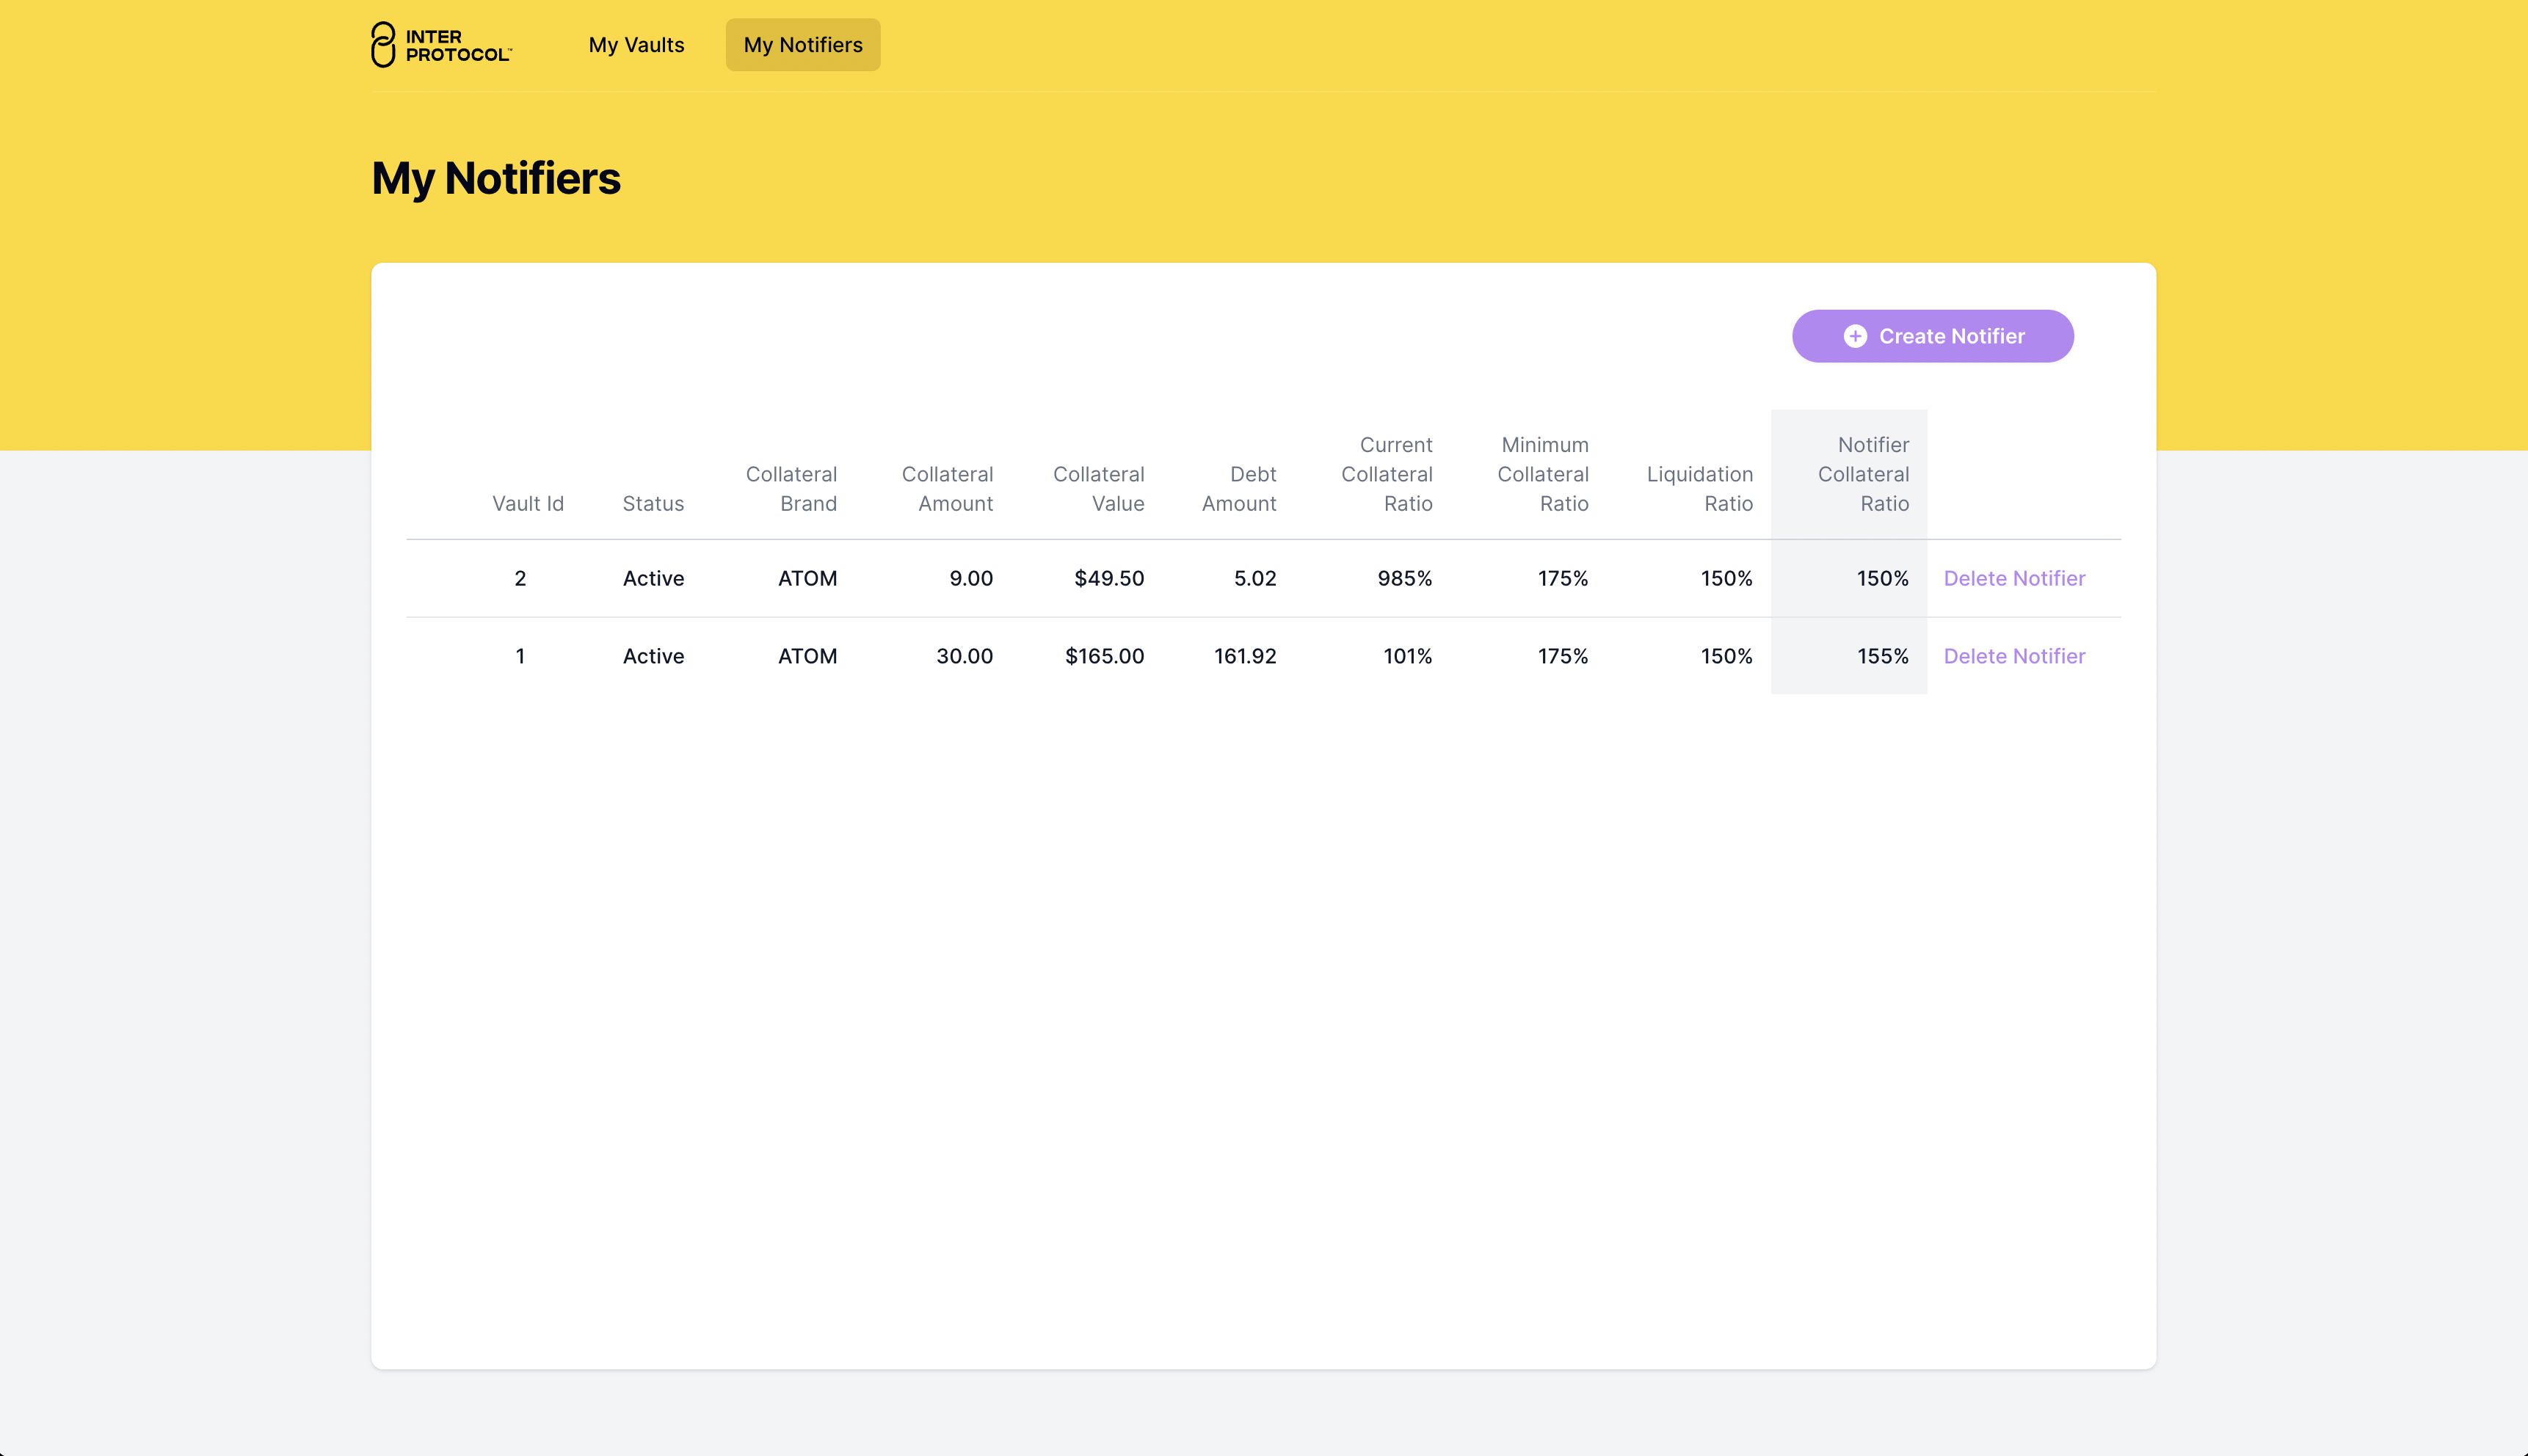 INTER
PROTOCOL™
My Vaults
My Notifiers
My Notifiers
Create Notifier
Vault Id
Status
Collateral
Brand
Collateral
Amount
Collateral
Value
Debt
Amount
Current
Collateral
Ratio
Minimum
Collateral
Ratio
Liquidation
Ratio
Notifier
Collateral
Ratio
2 Active ATOM 9.00 $49.50 5.02 985% 175% 150% 150% Delete Notifier
1 Active ATOM 30.00 $165.00 161.92 101% 175% 150% 155% Delete Notifier